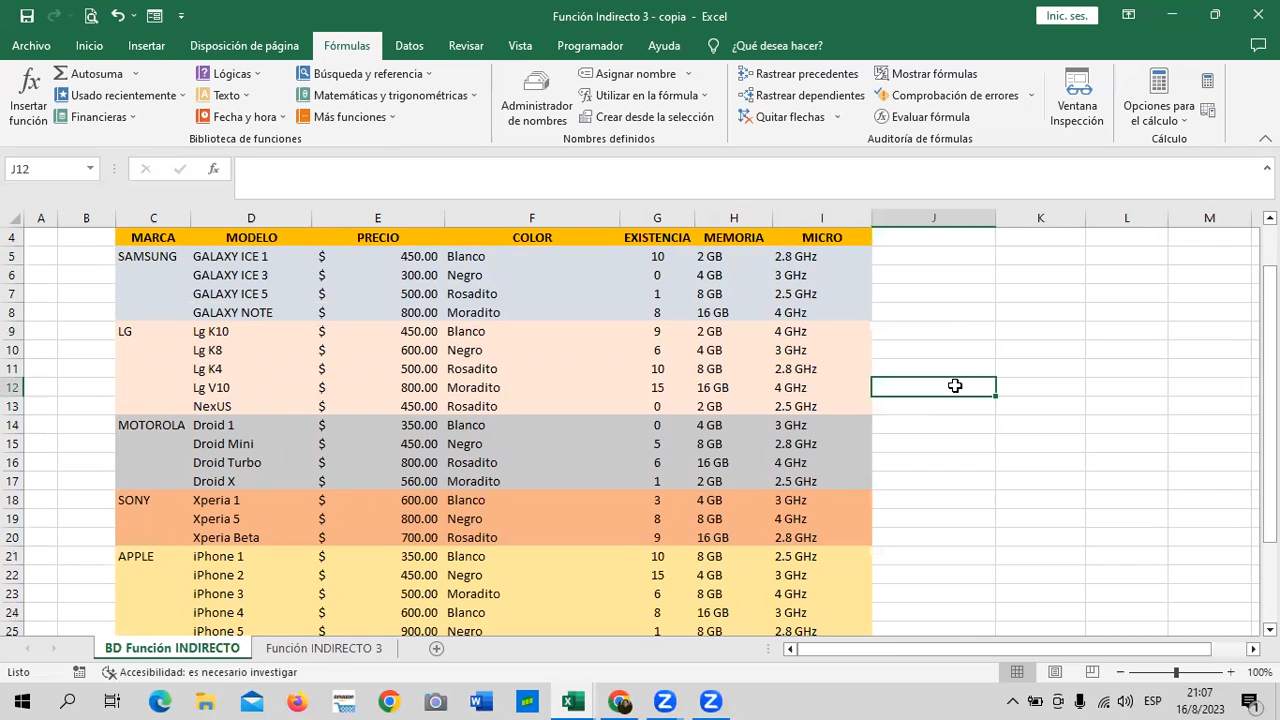 Función Indirecto 3 - copia - Excel
Inic. ses.
Archivo Inicio Insertar Disposición de página Fórmulas Datos Revisar Vista Programador Ayuda ¿Qué desea hacer?
Insertar función
Autosuma
Usado recientemente
Financieras
Lógicas
Texto
Fecha y hora
Búsqueda y referencia
Matemáticas y trigonométricas
Más funciones
Biblioteca de funciones
Administrador de nombres
Asignar nombre
Utilizar en la fórmula
Crear desde la selección
Nombres definidos
Rastrear precedentes
Rastrear dependientes
Quitar flechas
Mostrar fórmulas
Comprobación de errores
Evaluar fórmula
Auditoría de fórmulas
Ventana Inspección
Opciones para el cálculo
Cálculo
J12 fx
A B C D E F G H I J K L M
4 MARCA MODELO PRECIO COLOR EXISTENCIA MEMORIA MICRO
5 SAMSUNG GALAXY ICE 1 $ 450.00 Blanco 10 2 GB 2.8 GHz
6 GALAXY ICE 3 $ 300.00 Negro 0 4 GB 3 GHz
7 GALAXY ICE 5 $ 500.00 Rosadito 1 8 GB 2.5 GHz
8 GALAXY NOTE $ 800.00 Moradito 8 16 GB 4 GHz
9 LG Lg K10 $ 450.00 Blanco 9 2 GB 4 GHz
10 Lg K8 $ 600.00 Negro 6 4 GB 3 GHz
11 Lg K4 $ 500.00 Rosadito 10 8 GB 2.8 GHz
12 Lg V10 $ 800.00 Moradito 15 16 GB 4 GHz
13 NexUS $ 450.00 Rosadito 0 2 GB 2.5 GHz
14 MOTOROLA Droid 1 $ 350.00 Blanco 0 4 GB 3 GHz
15 Droid Mini $ 450.00 Negro 5 8 GB 2.8 GHz
16 Droid Turbo $ 800.00 Rosadito 6 16 GB 4 GHz
17 Droid X $ 560.00 Moradito 1 2 GB 2.5 GHz
18 SONY Xperia 1 $ 600.00 Blanco 3 4 GB 3 GHz
19 Xperia 5 $ 800.00 Negro 8 8 GB 4 GHz
20 Xperia Beta $ 700.00 Rosadito 9 16 GB 2.8 GHz
21 APPLE iPhone 1 $ 350.00 Blanco 10 8 GB 2.5 GHz
22 iPhone 2 $ 450.00 Negro 15 4 GB 3 GHz
23 iPhone 3 $ 500.00 Moradito 6 8 GB 4 GHz
24 iPhone 4 $ 600.00 Blanco 8 16 GB 3 GHz
25 iPhone 5 $ 900.00 Negro 1 8 GB 2.8 GHz
BD Función INDIRECTO Función INDIRECTO 3
Listo Accesibilidad: es necesario investigar 100%
ESP 21:07
16/8/2023